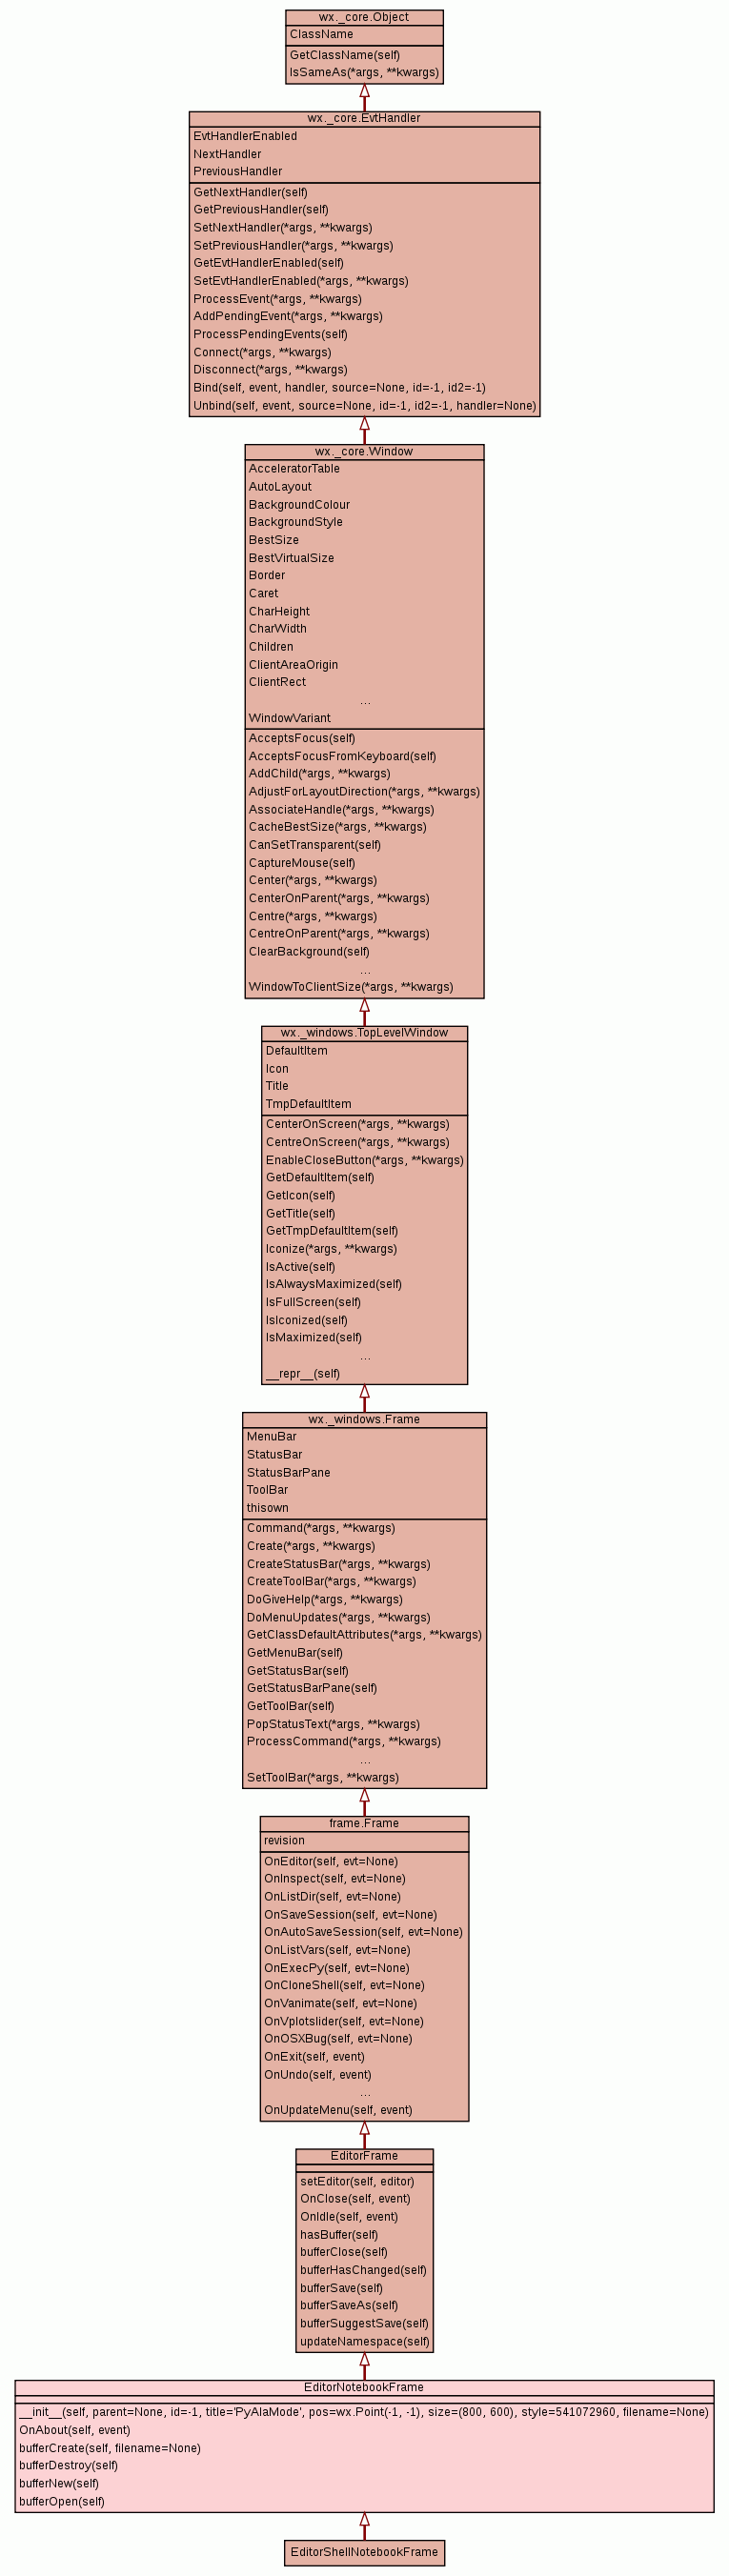 wx._core.Object
ClassName
GetClassName(self)
IsSameAs(*args, **kwargs)
wx._core.EvtHandler
EvtHandlerEnabled
NextHandler
PreviousHandler
GetNextHandler(self)
GetPreviousHandler(self)
SetNextHandler(*args, **kwargs)
SetPreviousHandler(*args, **kwargs)
GetEvtHandlerEnabled(self)
SetEvtHandlerEnabled(*args, **kwargs)
ProcessEvent(*args, **kwargs)
AddPendingEvent(*args, **kwargs)
ProcessPendingEvents(self)
Connect(*args, **kwargs)
Disconnect(*args, **kwargs)
Bind(self, event, handler, source=None, id=-1, id2=-1)
Unbind(self, event, source=None, id=-1, id2=-1, handler=None)
wx._core.Window
AcceleratorTable
AutoLayout
BackgroundColour
BackgroundStyle
BestSize
BestVirtualSize
Border
Caret
CharHeight
CharWidth
Children
ClientAreaOrigin
ClientRect
...
WindowVariant
AcceptsFocus(self)
AcceptsFocusFromKeyboard(self)
AddChild(*args, **kwargs)
AdjustForLayoutDirection(*args, **kwargs)
AssociateHandle(*args, **kwargs)
CacheBestSize(*args, **kwargs)
CanSetTransparent(self)
CaptureMouse(self)
Center(*args, **kwargs)
CenterOnParent(*args, **kwargs)
Centre(*args, **kwargs)
CentreOnParent(*args, **kwargs)
ClearBackground(self)
...
WindowToClientSize(*args, **kwargs)
wx._windows.TopLevelWindow
DefaultItem
Icon
Title
TmpDefaultItem
CenterOnScreen(*args, **kwargs)
CentreOnScreen(*args, **kwargs)
EnableCloseButton(*args, **kwargs)
GetDefaultItem(self)
GetIcon(self)
GetTitle(self)
GetTmpDefaultItem(self)
Iconize(*args, **kwargs)
IsActive(self)
IsAlwaysMaximized(self)
IsFullScreen(self)
IsIconized(self)
IsMaximized(self)
...
__repr__(self)
wx._windows.Frame
MenuBar
StatusBar
StatusBarPane
ToolBar
thisown
Command(*args, **kwargs)
Create(*args, **kwargs)
CreateStatusBar(*args, **kwargs)
CreateToolBar(*args, **kwargs)
DoGiveHelp(*args, **kwargs)
DoMenuUpdates(*args, **kwargs)
GetClassDefaultAttributes(*args, **kwargs)
GetMenuBar(self)
GetStatusBar(self)
GetStatusBarPane(self)
GetToolBar(self)
PopStatusText(*args, **kwargs)
ProcessCommand(*args, **kwargs)
...
SetToolBar(*args, **kwargs)
frame.Frame
revision
OnEditor(self, evt=None)
OnInspect(self, evt=None)
OnListDir(self, evt=None)
OnSaveSession(self, evt=None)
OnAutoSaveSession(self, evt=None)
OnListVars(self, evt=None)
OnExecPy(self, evt=None)
OnCloneShell(self, evt=None)
OnVanimate(self, evt=None)
OnVplotslider(self, evt=None)
OnOSXBug(self, evt=None)
OnExit(self, event)
OnUndo(self, event)
...
OnUpdateMenu(self, event)
EditorFrame
setEditor(self, editor)
OnClose(self, event)
OnIdle(self, event)
hasBuffer(self)
bufferClose(self)
bufferHasChanged(self)
bufferSave(self)
bufferSaveAs(self)
bufferSuggestSave(self)
updateNamespace(self)
EditorNotebookFrame
__init__(self, parent=None, id=-1, title='PyAlaMode', pos=wx.Point(-1, -1), size=(800, 600), style=541072960, filename=None)
OnAbout(self, event)
bufferCreate(self, filename=None)
bufferDestroy(self)
bufferNew(self)
bufferOpen(self)
EditorShellNotebookFrame